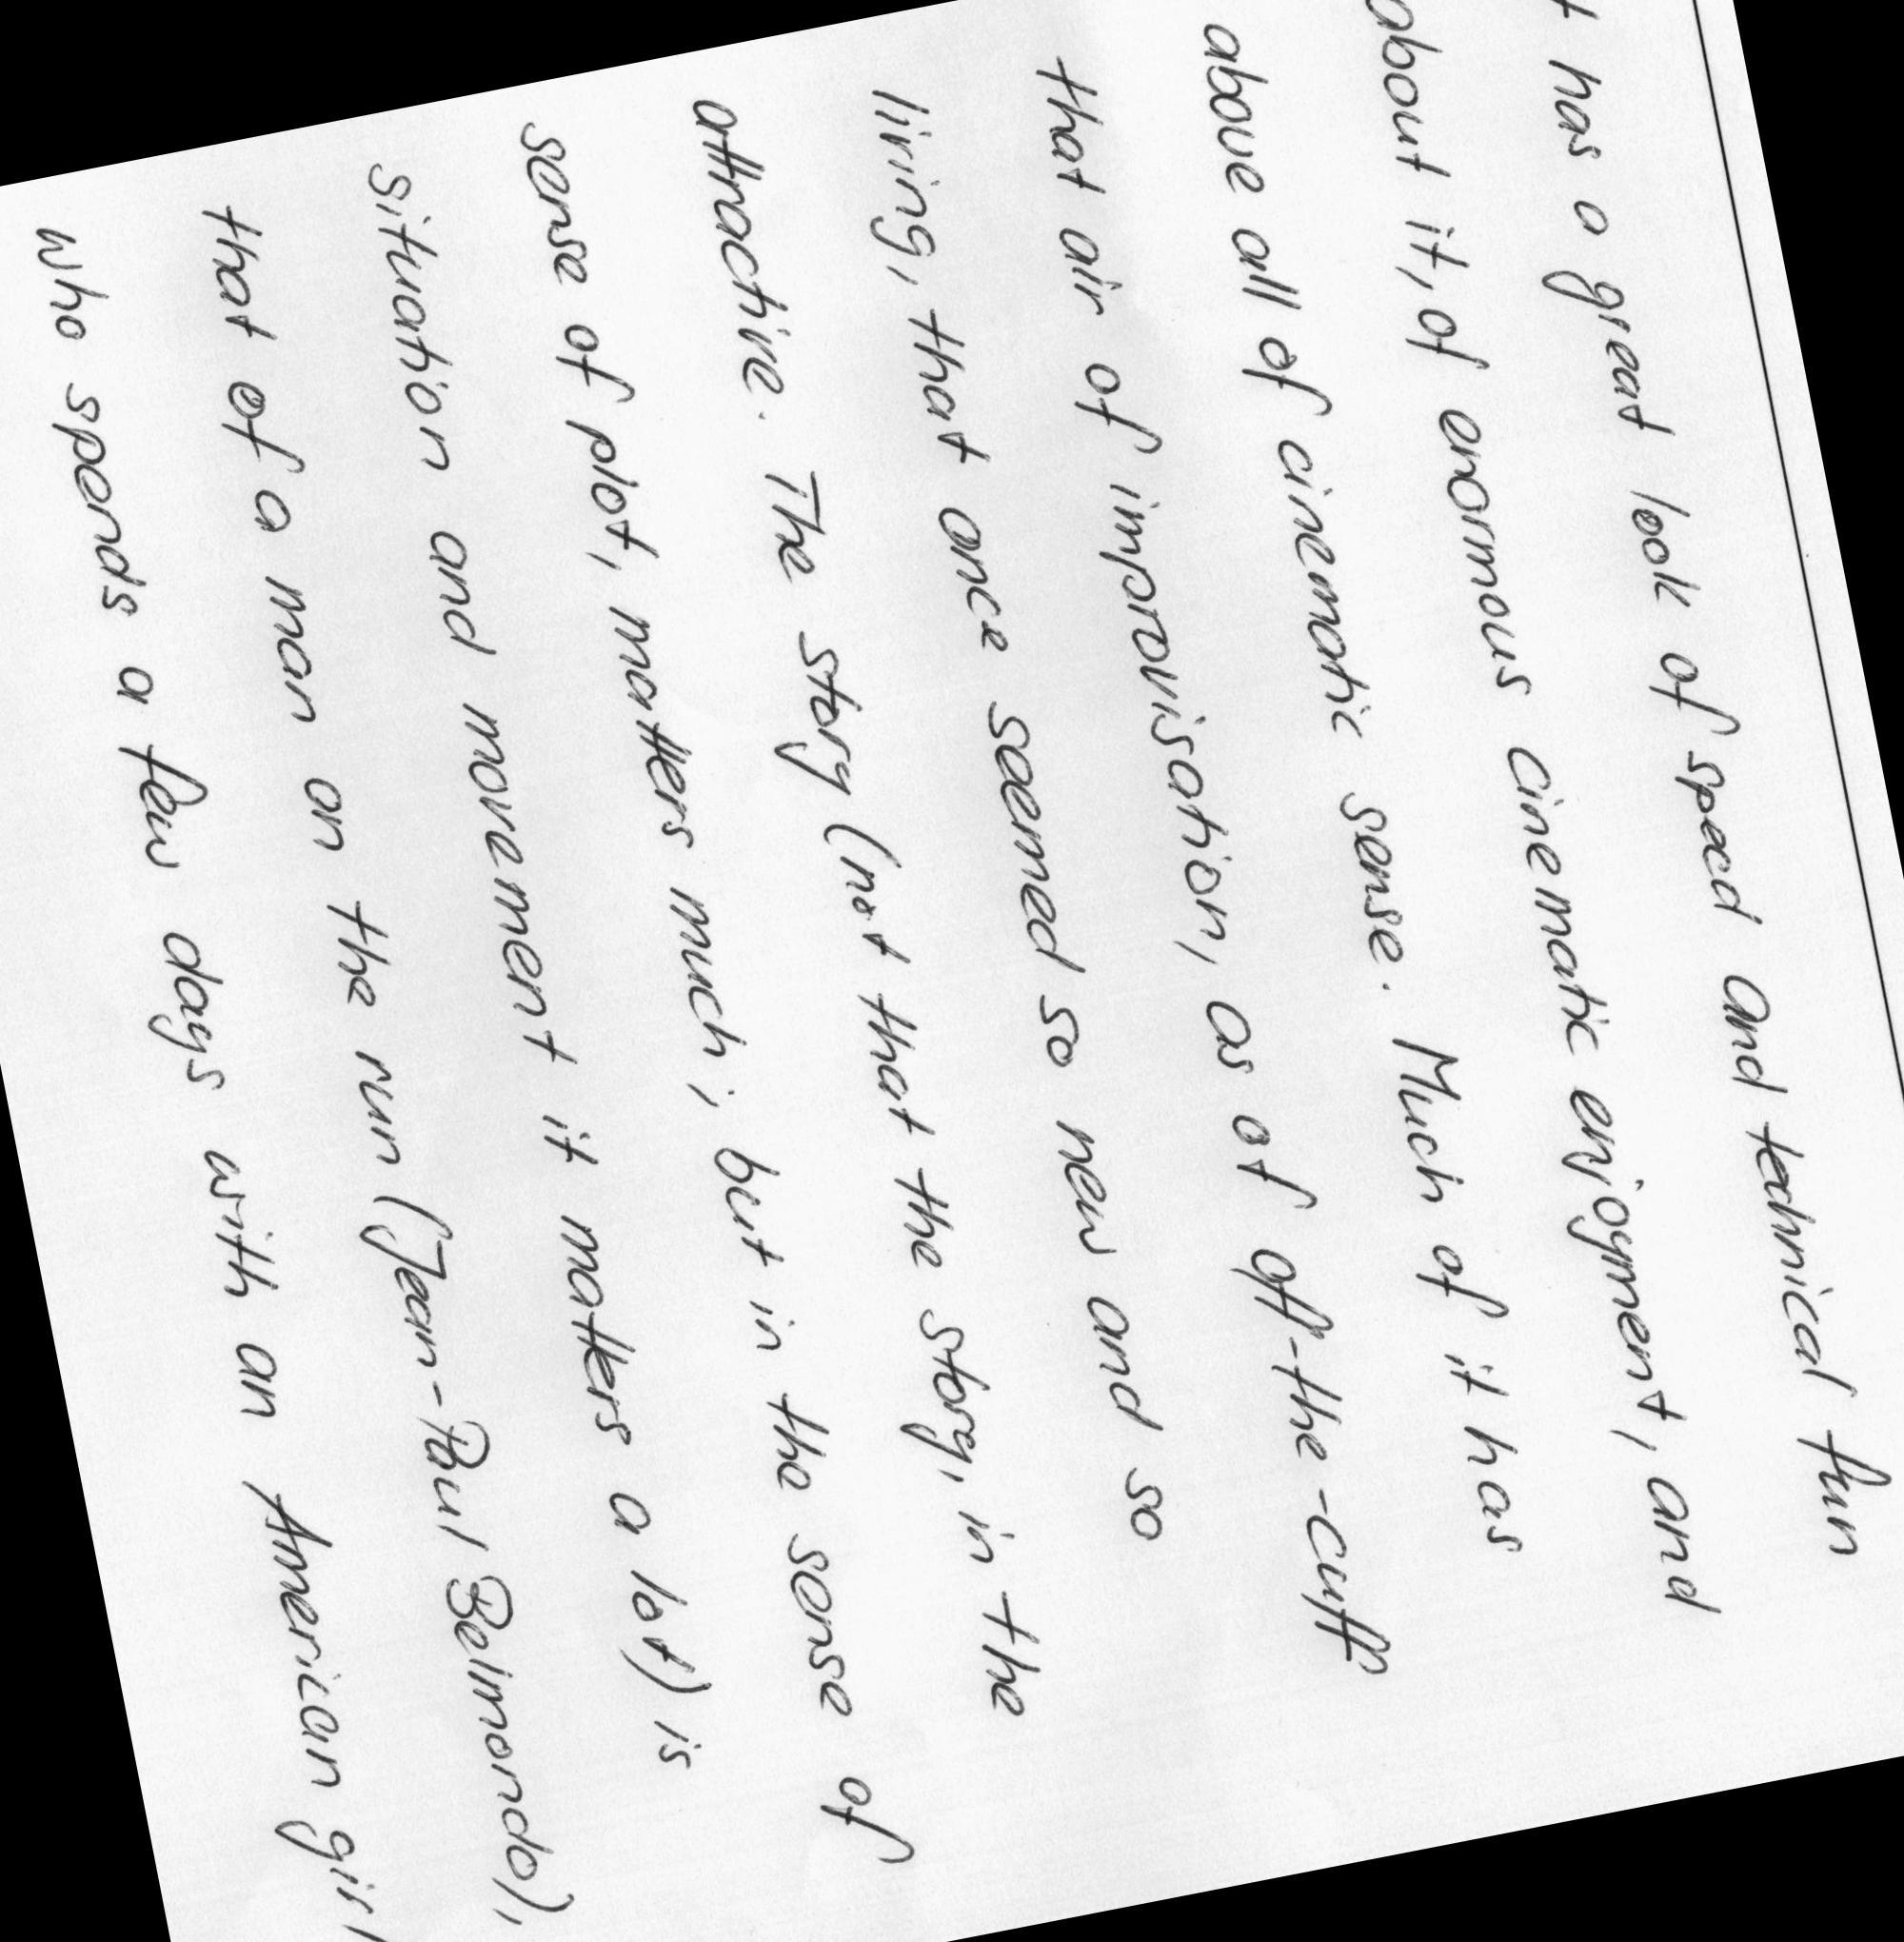 has a great look of speed and technical fun
about it, of enormous cinematic enjoyment, and
above all of cinematic sense. Much of it has
that air of improvisation, as of off-the-cuff
living, that once seemed so new and so
attractive. The story (not that the story, in the
sense of plot, matters much; but in the sense of
situation and movement it matters a lot) is
that of a man on the run (Jean-Paul Belmondo),
who spends a few days with an American girl